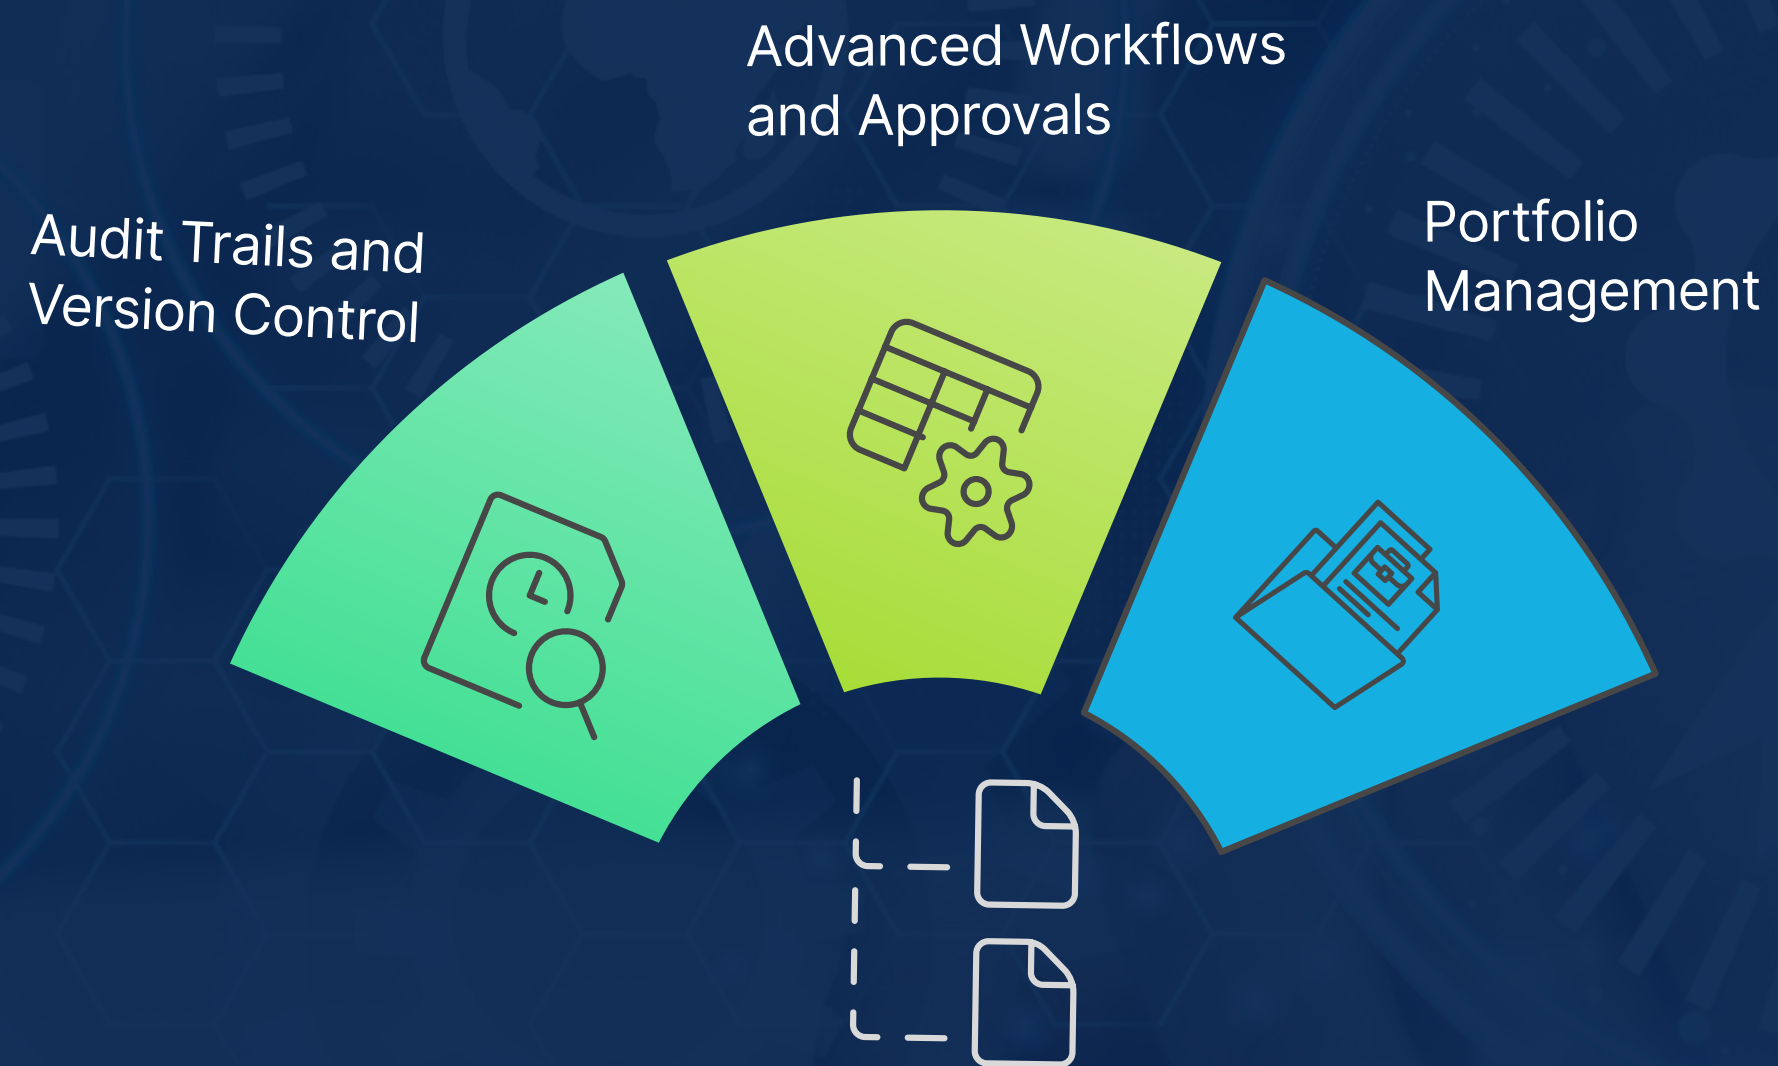 Advanced Workflows
and Approvals
Audit Trails and
Version Control
Portfolio
Management